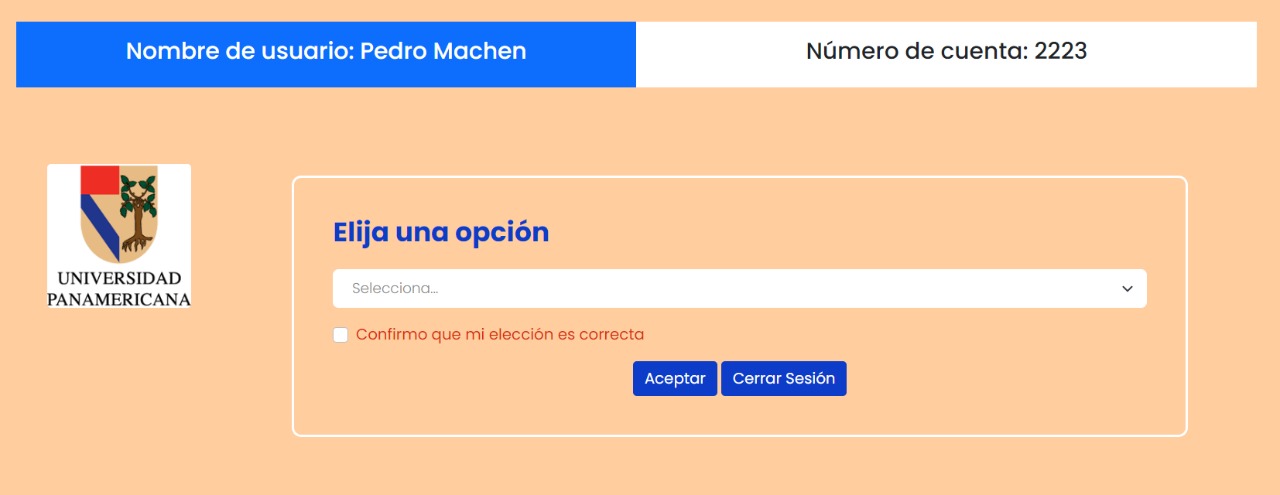 Nombre de usuario: Pedro Machen
Número de cuenta: 2223
UNIVERSIDAD
PANAMERICANA
Elija una opción
Selecciona...
Confirmo que mi elección es correcta
Aceptar
Cerrar Sesión